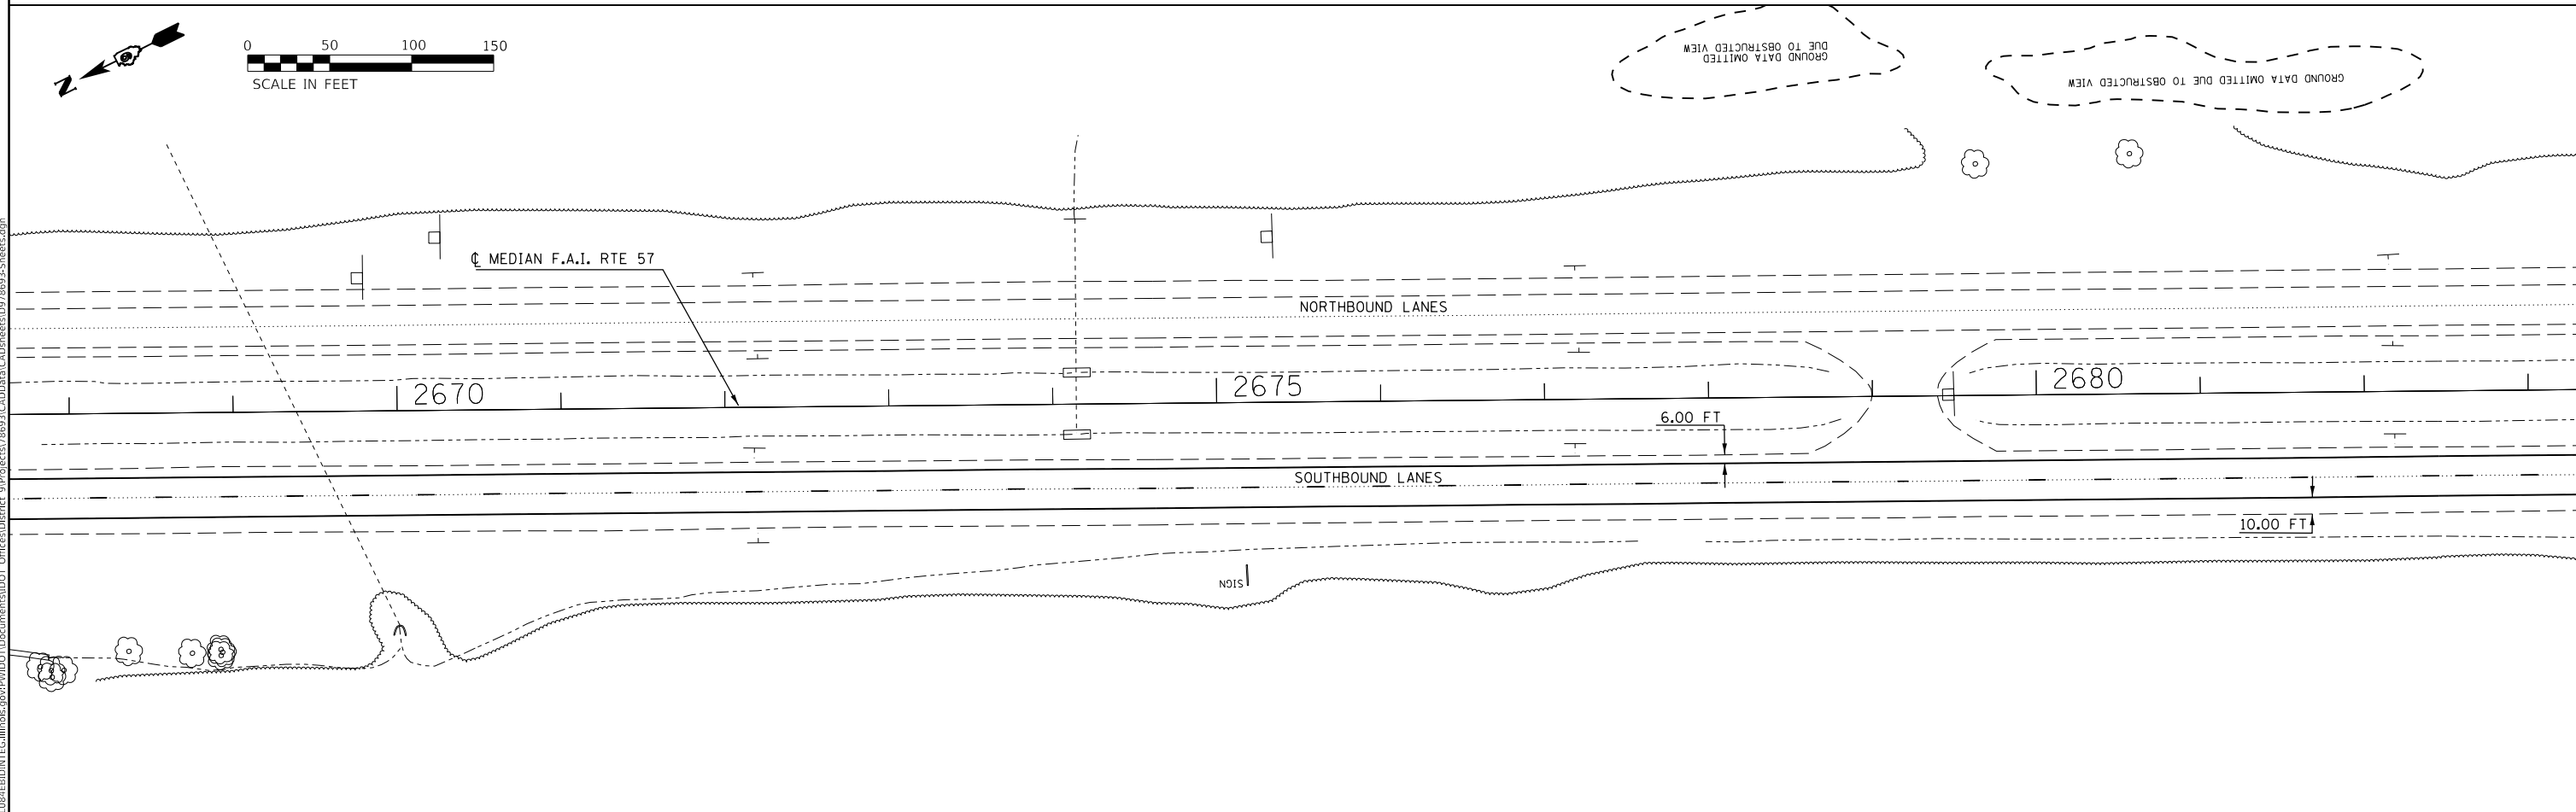 N
0 50 100 150
SCALE IN FEET
GROUND DATA OMITTED
DUE TO OBSTRUCTED VIEW
GROUND DATA OMITTED DUE TO OBSTRUCTED VIEW
℄ MEDIAN F.A.I. RTE 57
NORTHBOUND LANES
2670
2675
2680
6.00 FT
SOUTHBOUND LANES
10.00 FT
SIGN